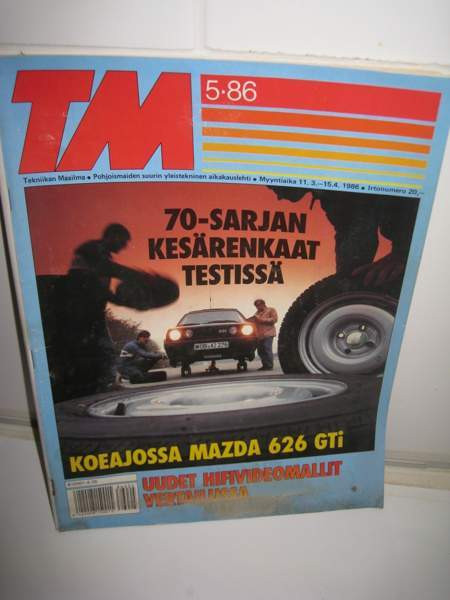 TM
5·86
Tekniikan Maailma • Pohjoismaiden suurin yleistekninen aikakauslehti • Myyntiaika 11. 3.—15.4. 1986 • Irtonumero 20,—
70-SARJAN
KESÄRENKAAT
TESTISSÄ
KOEAJOSSA MAZDA 626 GTi
UUDET HIFIVIDEOMALLIT
VERTAILUSSA